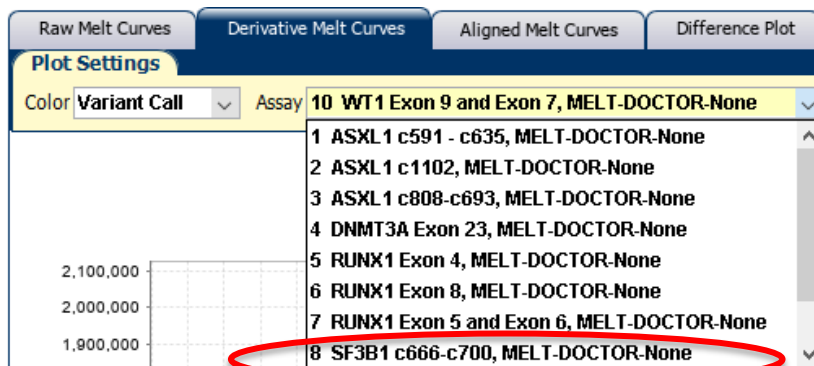 Raw Melt Curves Derivative Melt Curves Aligned Melt Curves Difference Plot
Plot Settings
Color Variant Call Assay 10 WT1 Exon 9 and Exon 7, MELT-DOCTOR-None
1 ASXL1 c591 - c635, MELT-DOCTOR-None
2 ASXL1 c1102, MELT-DOCTOR-None
3 ASXL1 c808-c693, MELT-DOCTOR-None
4 DNMT3A Exon 23, MELT-DOCTOR-None
5 RUNX1 Exon 4, MELT-DOCTOR-None
6 RUNX1 Exon 8, MELT-DOCTOR-None
7 RUNX1 Exon 5 and Exon 6, MELT-DOCTOR-None
8 SF3B1 c666-c700, MELT-DOCTOR-None
2,100,000
2,000,000
1,900,000